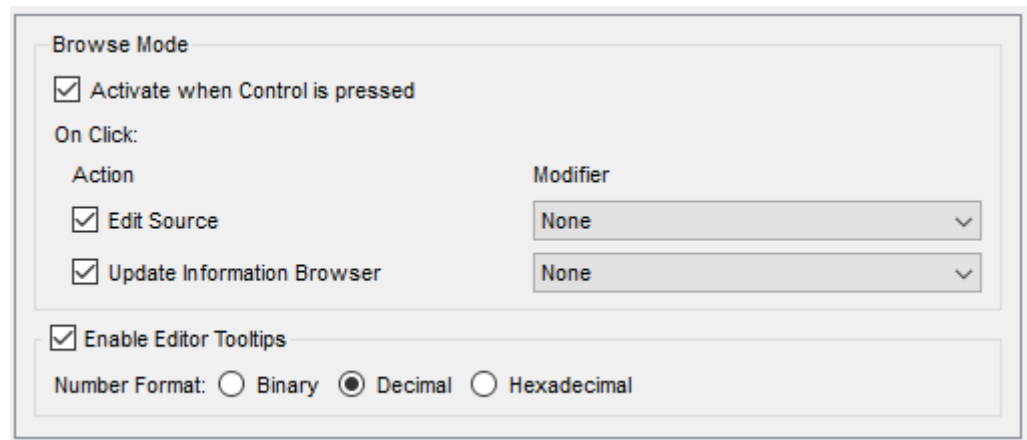 Browse Mode
Activate when Control is pressed
On Click:
Action Modifier
Edit Source None
Update Information Browser None
Enable Editor Tooltips
Number Format: Binary Decimal Hexadecimal